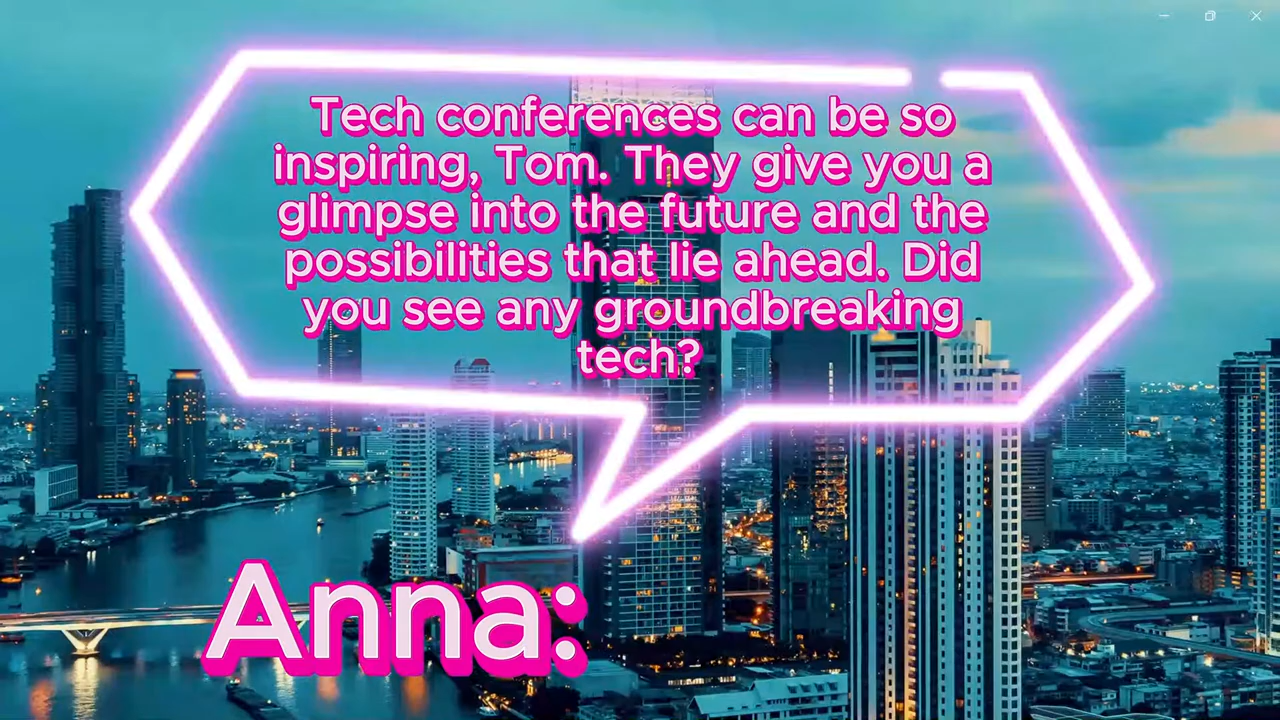 Tech conferences can be so
inspiring, Tom. They give you a
glimpse into the future and the
possibilities that lie ahead. Did
you see any groundbreaking
tech?
Anna: